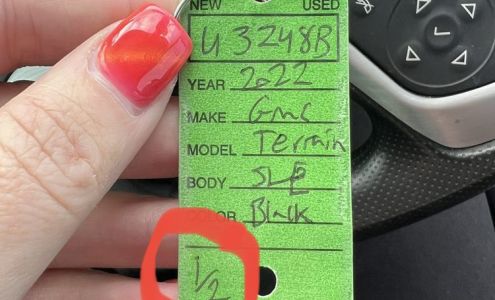 NEW USED
U3248B
YEAR 2022
MAKE Gmc
MODEL Terrain
BODY SLE
COLOR Black
1/2